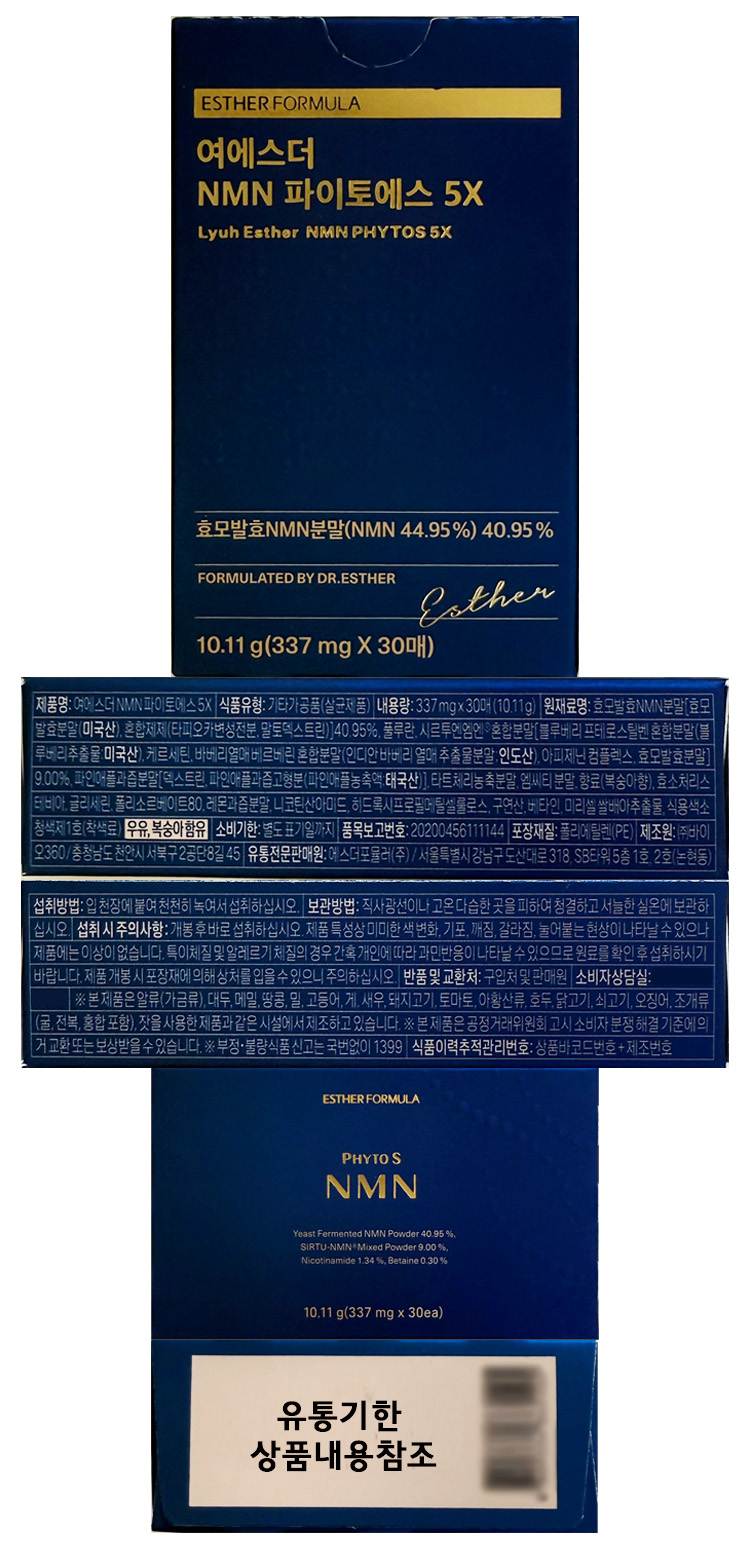 ESTHER FORMULA
여에스더
NMN 파이토에스 5X
Lyuh Esther NMN PHYTOS 5X
효모발효NMN분말(NMN 44.95%) 40.95%
FORMULATED BY DR.ESTHER
Esther
10.11 g(337 mg X 30매)
제품명: 여에스더 NMN 파이토에스 5X 식품유형: 기타가공품(살균제품) 내용량: 337 mg x 30매 (10.11 g) 원재료명: 효모발효NMN분말[효모
발효분말(미국산), 혼합제제(타피오카변성전분, 말토덱스트린)] 40.95%, 풀루란, 시르투엔엠엔®혼합분말[블루베리 프테로스틸벤 혼합분말(블
루베리추출물 미국산), 케르세틴, 바베리열매 베르베린 혼합분말(인디안 바베리 열매 추출물분말: 인도산), 아피제닌 컴플렉스, 효모발효분말]
9.00%, 파인애플과즙분말[덱스트린, 파인애플과즙고형분(파인애플농축액 태국산)], 타트체리농축분말, 엠씨티 분말, 향료(복숭아향), 효소처리스
테비아, 글리세린, 폴리소르베이트80, 레몬과즙분말, 니코틴산아미드, 히드록시프로필메틸셀룰로스, 구연산, 베타인, 미리셀 쌀배아추출물, 식용색소
청색제1호(착색료) 우유, 복숭아 함유 소비기한: 별도 표기일까지 품목보고번호: 20200456111144 포장재질: 폴리에틸렌(PE) 제조원: ㈜바이
오360 / 충청남도 천안시 서북구 2공단8길 45 유통전문판매원: 에스더포뮬러(주) / 서울특별시 강남구 도산대로 318, SB타워 5층 1호, 2호(논현동)
섭취방법: 입천장에 붙여 천천히 녹여서 섭취하십시오. 보관방법: 직사광선이나 고온 다습한 곳을 피하여 청결하고 서늘한 실온에 보관하
십시오. 섭취 시 주의사항: 개봉 후 바로 섭취하십시오. 제품 특성상 미미한 색 변화, 기포, 깨짐, 갈라짐, 눌어붙는 현상이 나타날 수 있으나
제품에는 이상이 없습니다. 특이체질 및 알레르기 체질의 경우 간혹 개인에 따라 과민반응이 나타날 수 있으므로 원료를 확인 후 섭취하시기
바랍니다. 제품 개봉 시 포장재에 의해 상처를 입을 수 있으니 주의하십시오. 반품 및 교환처: 구입처 및 판매원 소비자상담실:
※ 본 제품은 알류(가금류), 대두, 메밀, 땅콩, 밀, 고등어, 게, 새우, 돼지고기, 토마토, 아황산류, 호두, 닭고기, 쇠고기, 오징어, 조개류
(굴, 전복, 홍합 포함), 잣을 사용한 제품과 같은 시설에서 제조하고 있습니다. ※ 본 제품은 공정거래위원회 고시 소비자 분쟁 해결 기준에 의
거 교환 또는 보상받을 수 있습니다. ※ 부정·불량식품 신고는 국번없이 1399 식품이력추적관리번호: 상품바코드번호 + 제조번호
ESTHER FORMULA
PHYTO S
NMN
Yeast Fermented NMN Powder 40.95 %,
SIRTU-NMN® Mixed Powder 9.00 %,
Nicotinamide 1.34 %, Betaine 0.30 %
10.11 g(337 mg x 30ea)
유통기한
상품내용참조